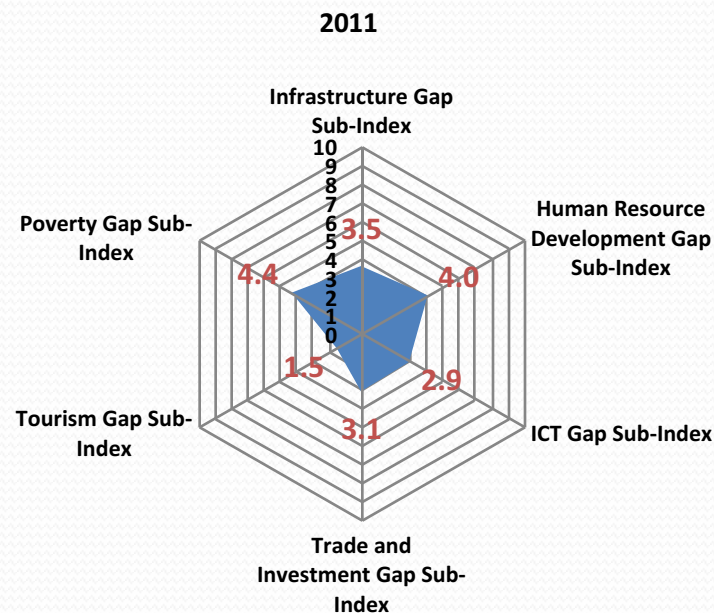 2011
Infrastructure Gap
Sub-Index
10
9
8
7
6
5
4
3
2
1
0
3.5
Human Resource
Development Gap
Sub-Index
4.0
ICT Gap Sub-Index
2.9
Trade and
Investment Gap Sub-
Index
3.1
Tourism Gap Sub-
Index
1.5
Poverty Gap Sub-
Index
4.4